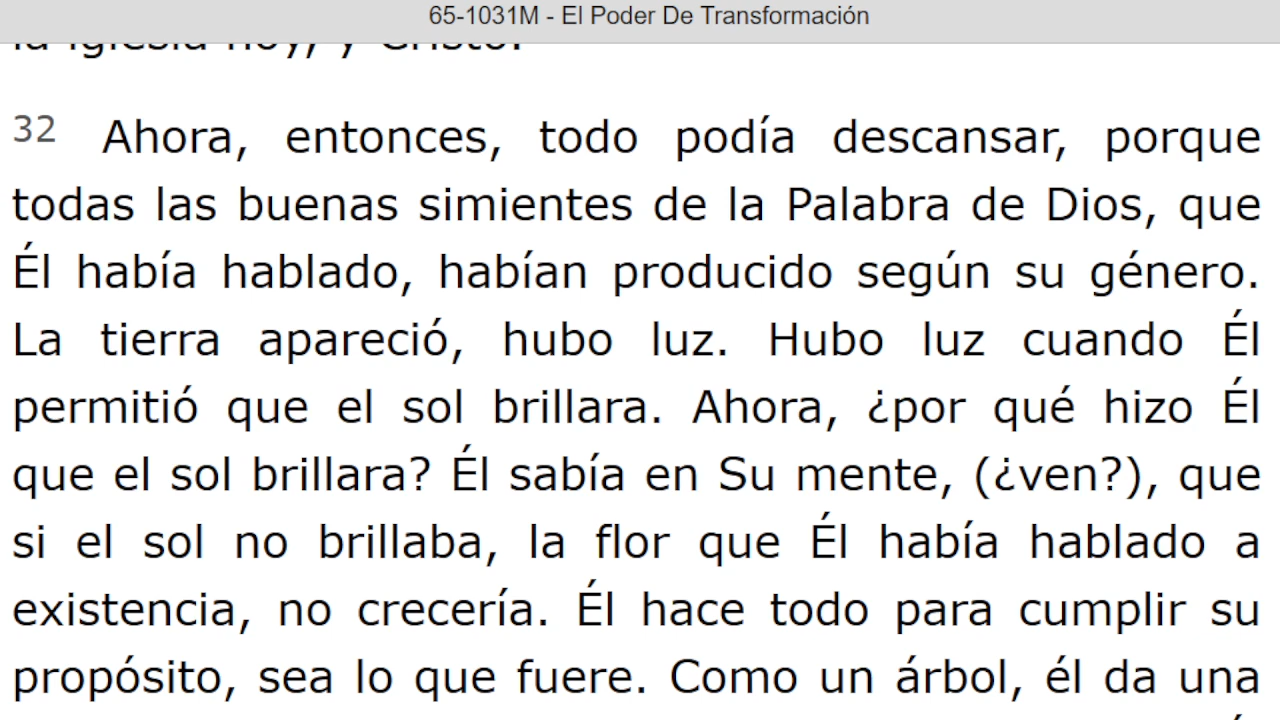 65-1031M - El Poder De Transformación
la iglesia hoy, y Cristo.
32 Ahora, entonces, todo podía descansar, porque
todas las buenas simientes de la Palabra de Dios, que
Él había hablado, habían producido según su género.
La tierra apareció, hubo luz. Hubo luz cuando Él
permitió que el sol brillara. Ahora, ¿por qué hizo Él
que el sol brillara? Él sabía en Su mente, (¿ven?), que
si el sol no brillaba, la flor que Él había hablado a
existencia, no crecería. Él hace todo para cumplir su
propósito, sea lo que fuere. Como un árbol, él da una